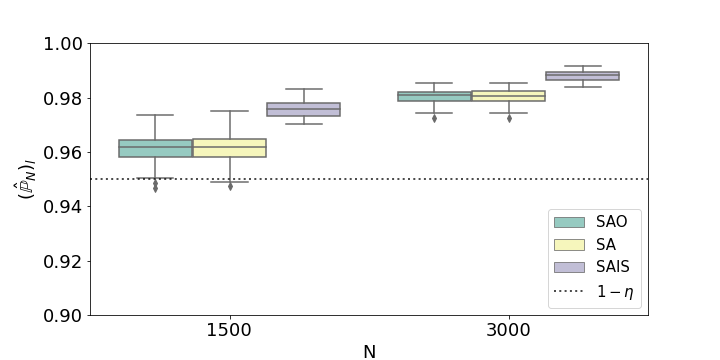 1.00
0.98
0.96
0.94
0.92
0.90
(ℙ̂_N)_I
1500
3000
N
SAO
SA
SAIS
1 − η